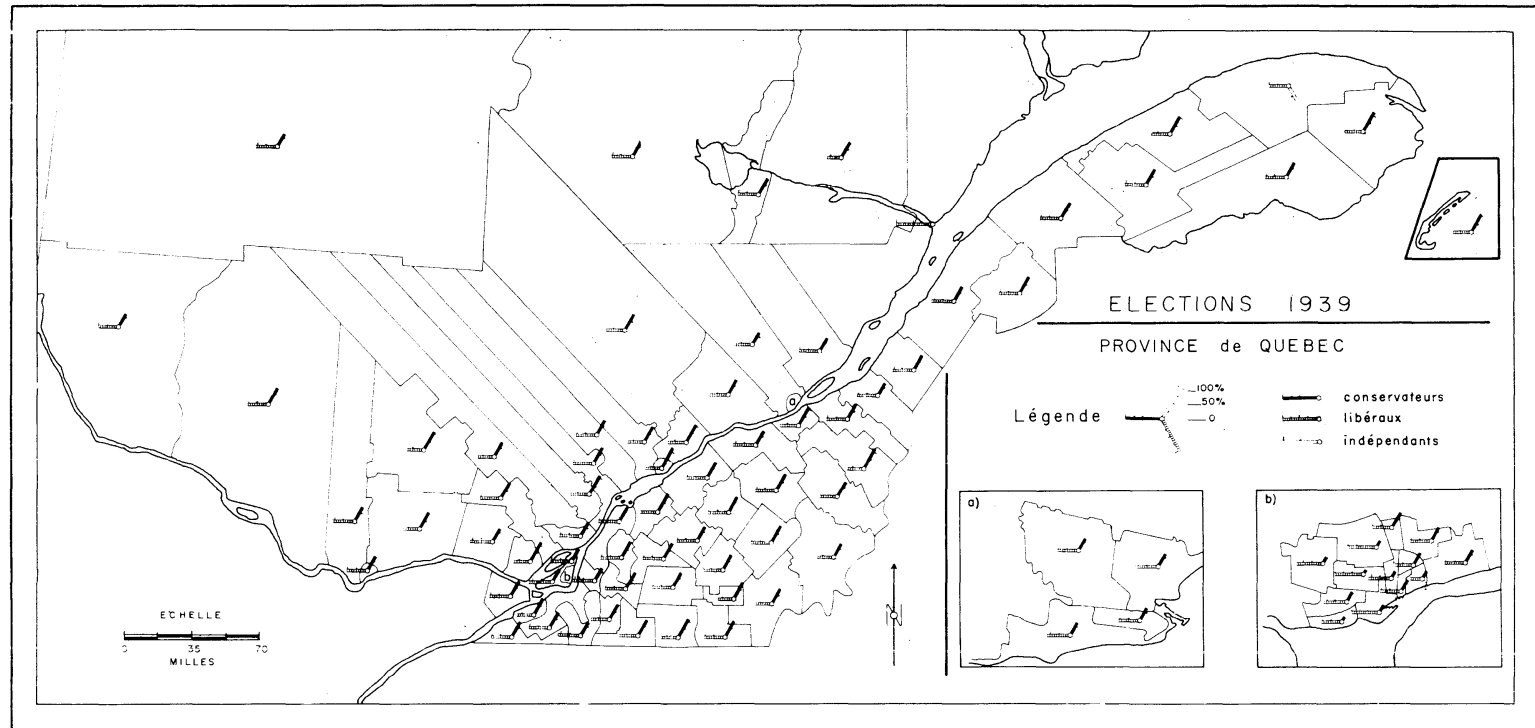 ELECTIONS 1939
PROVINCE de QUEBEC
Légende
100%
50%
0
conservateurs
libéraux
indépendants
a
b
a)
b)
ECHELLE
0 35 70
MILLES
N